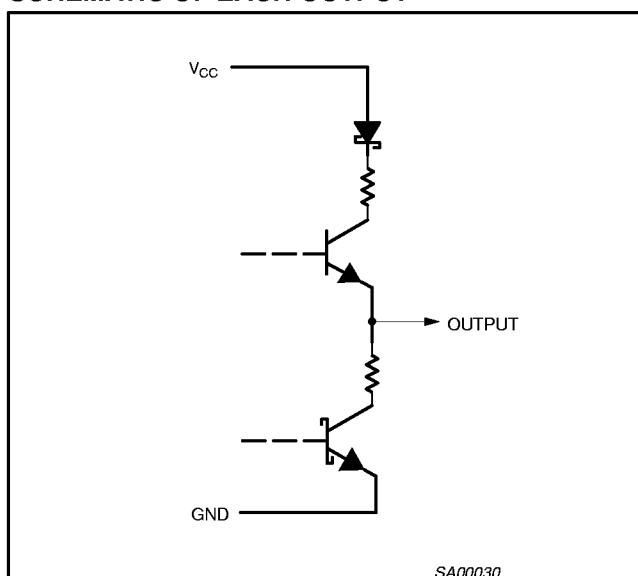 SCHEMATIC OF EACH OUTPUT
VCC
OUTPUT
GND
SA00030